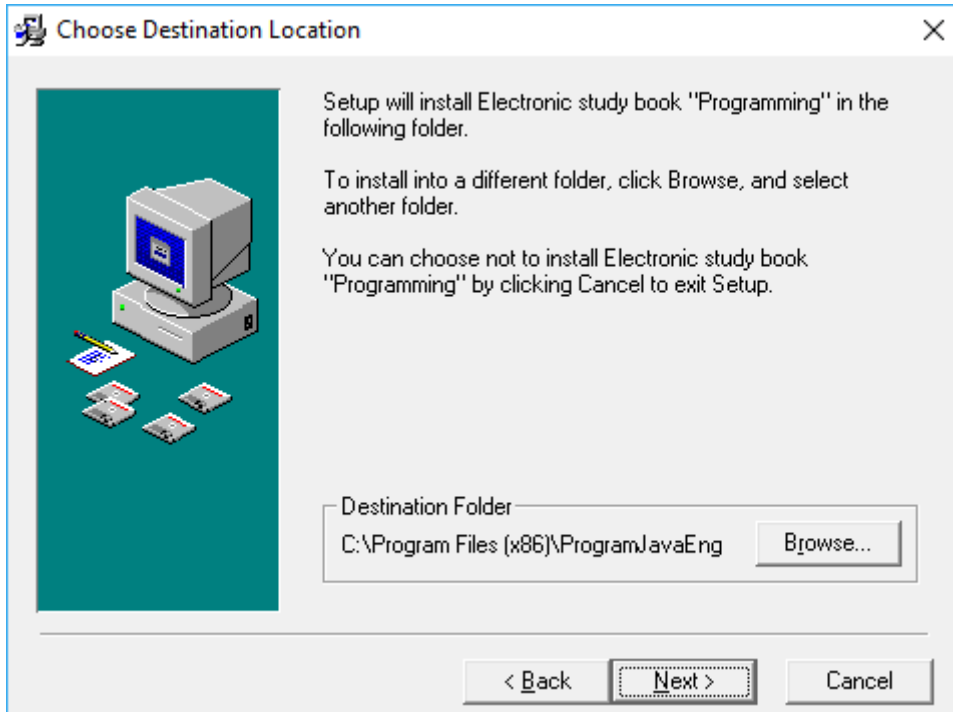 Choose Destination Location
Setup will install Electronic study book "Programming" in the
following folder.
To install into a different folder, click Browse, and select
another folder.
You can choose not to install Electronic study book
"Programming" by clicking Cancel to exit Setup.
Destination Folder
C:\Program Files (x86)\ProgramJavaEng
Browse...
< Back
Next >
Cancel